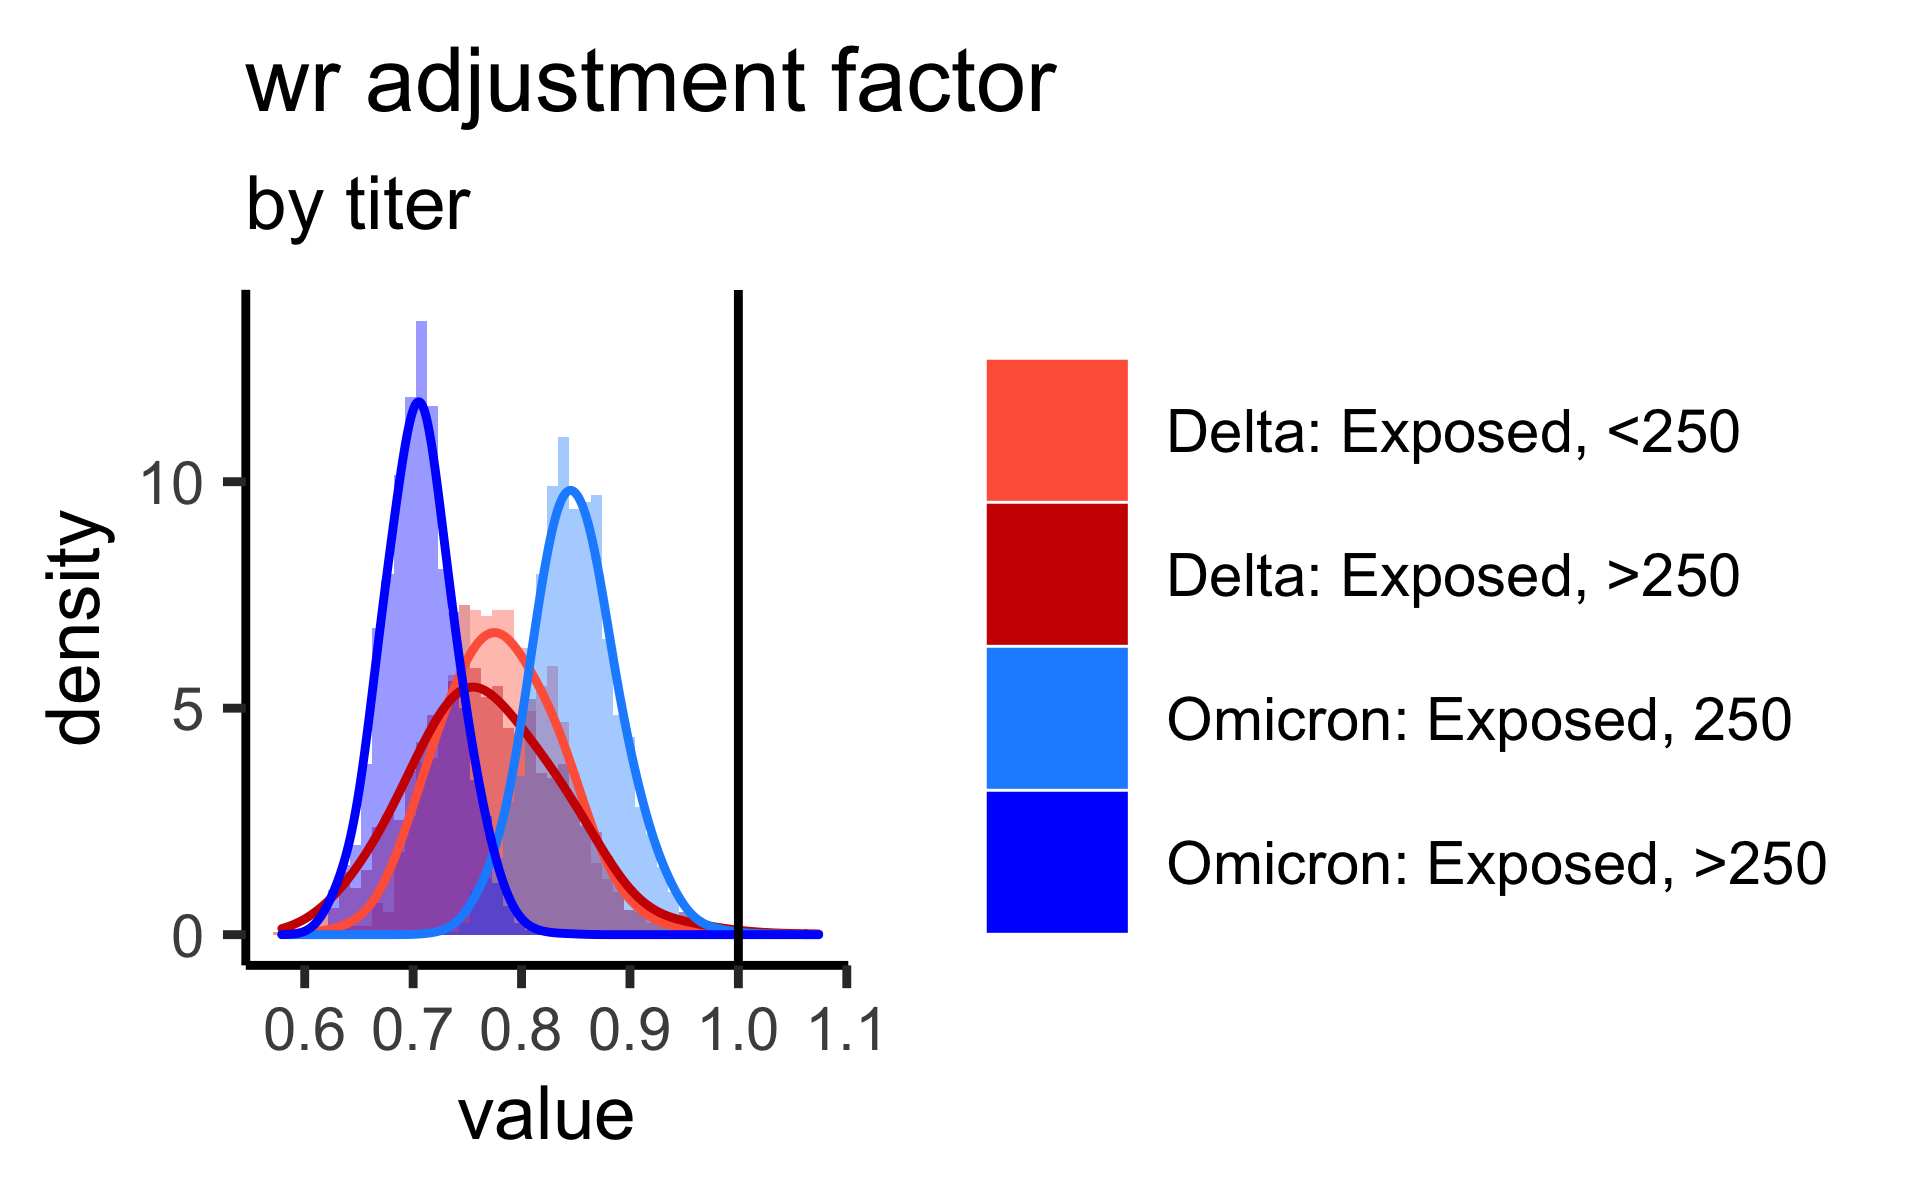 wr adjustment factor
by titer
density
10
5
0
0.6 0.7 0.8 0.9 1.0 1.1
value
Delta: Exposed, <250
Delta: Exposed, >250
Omicron: Exposed, 250
Omicron: Exposed, >250